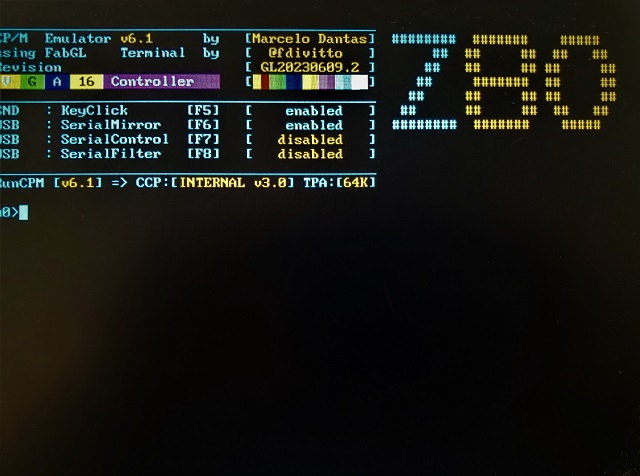 CP/M Emulator v6.1 by [Marcelo Dantas]
using FabGL Terminal by [ @fdivitto ]
Revision [ GL20230609.2 ]
V G A 16 Controller [ ]
SND : KeyClick [F5] [ enabled ]
USB : SerialMirror [F6] [ enabled ]
USB : SerialControl [F7] [ disabled ]
USB : SerialFilter [F8] [ disabled ]
RunCPM [v6.1] => CCP:[INTERNAL v3.0] TPA:[64K]
A0>
Z80